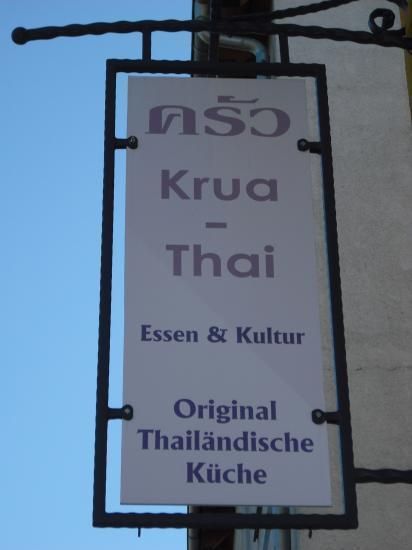 ครัว
Krua
-
Thai
Essen & Kultur
Original
Thailändische
Küche